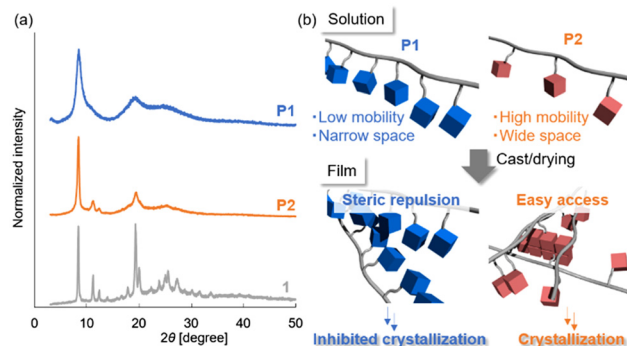 (a)
Normalized intensity
P1
P2
1
0
10
20
30
40
50
2θ [degree]
(b)
Solution
P1
P2
・Low mobility
・Narrow space
・High mobility
・Wide space
Cast/drying
Film
Steric repulsion
Easy access
Inhibited crystallization
Crystallization